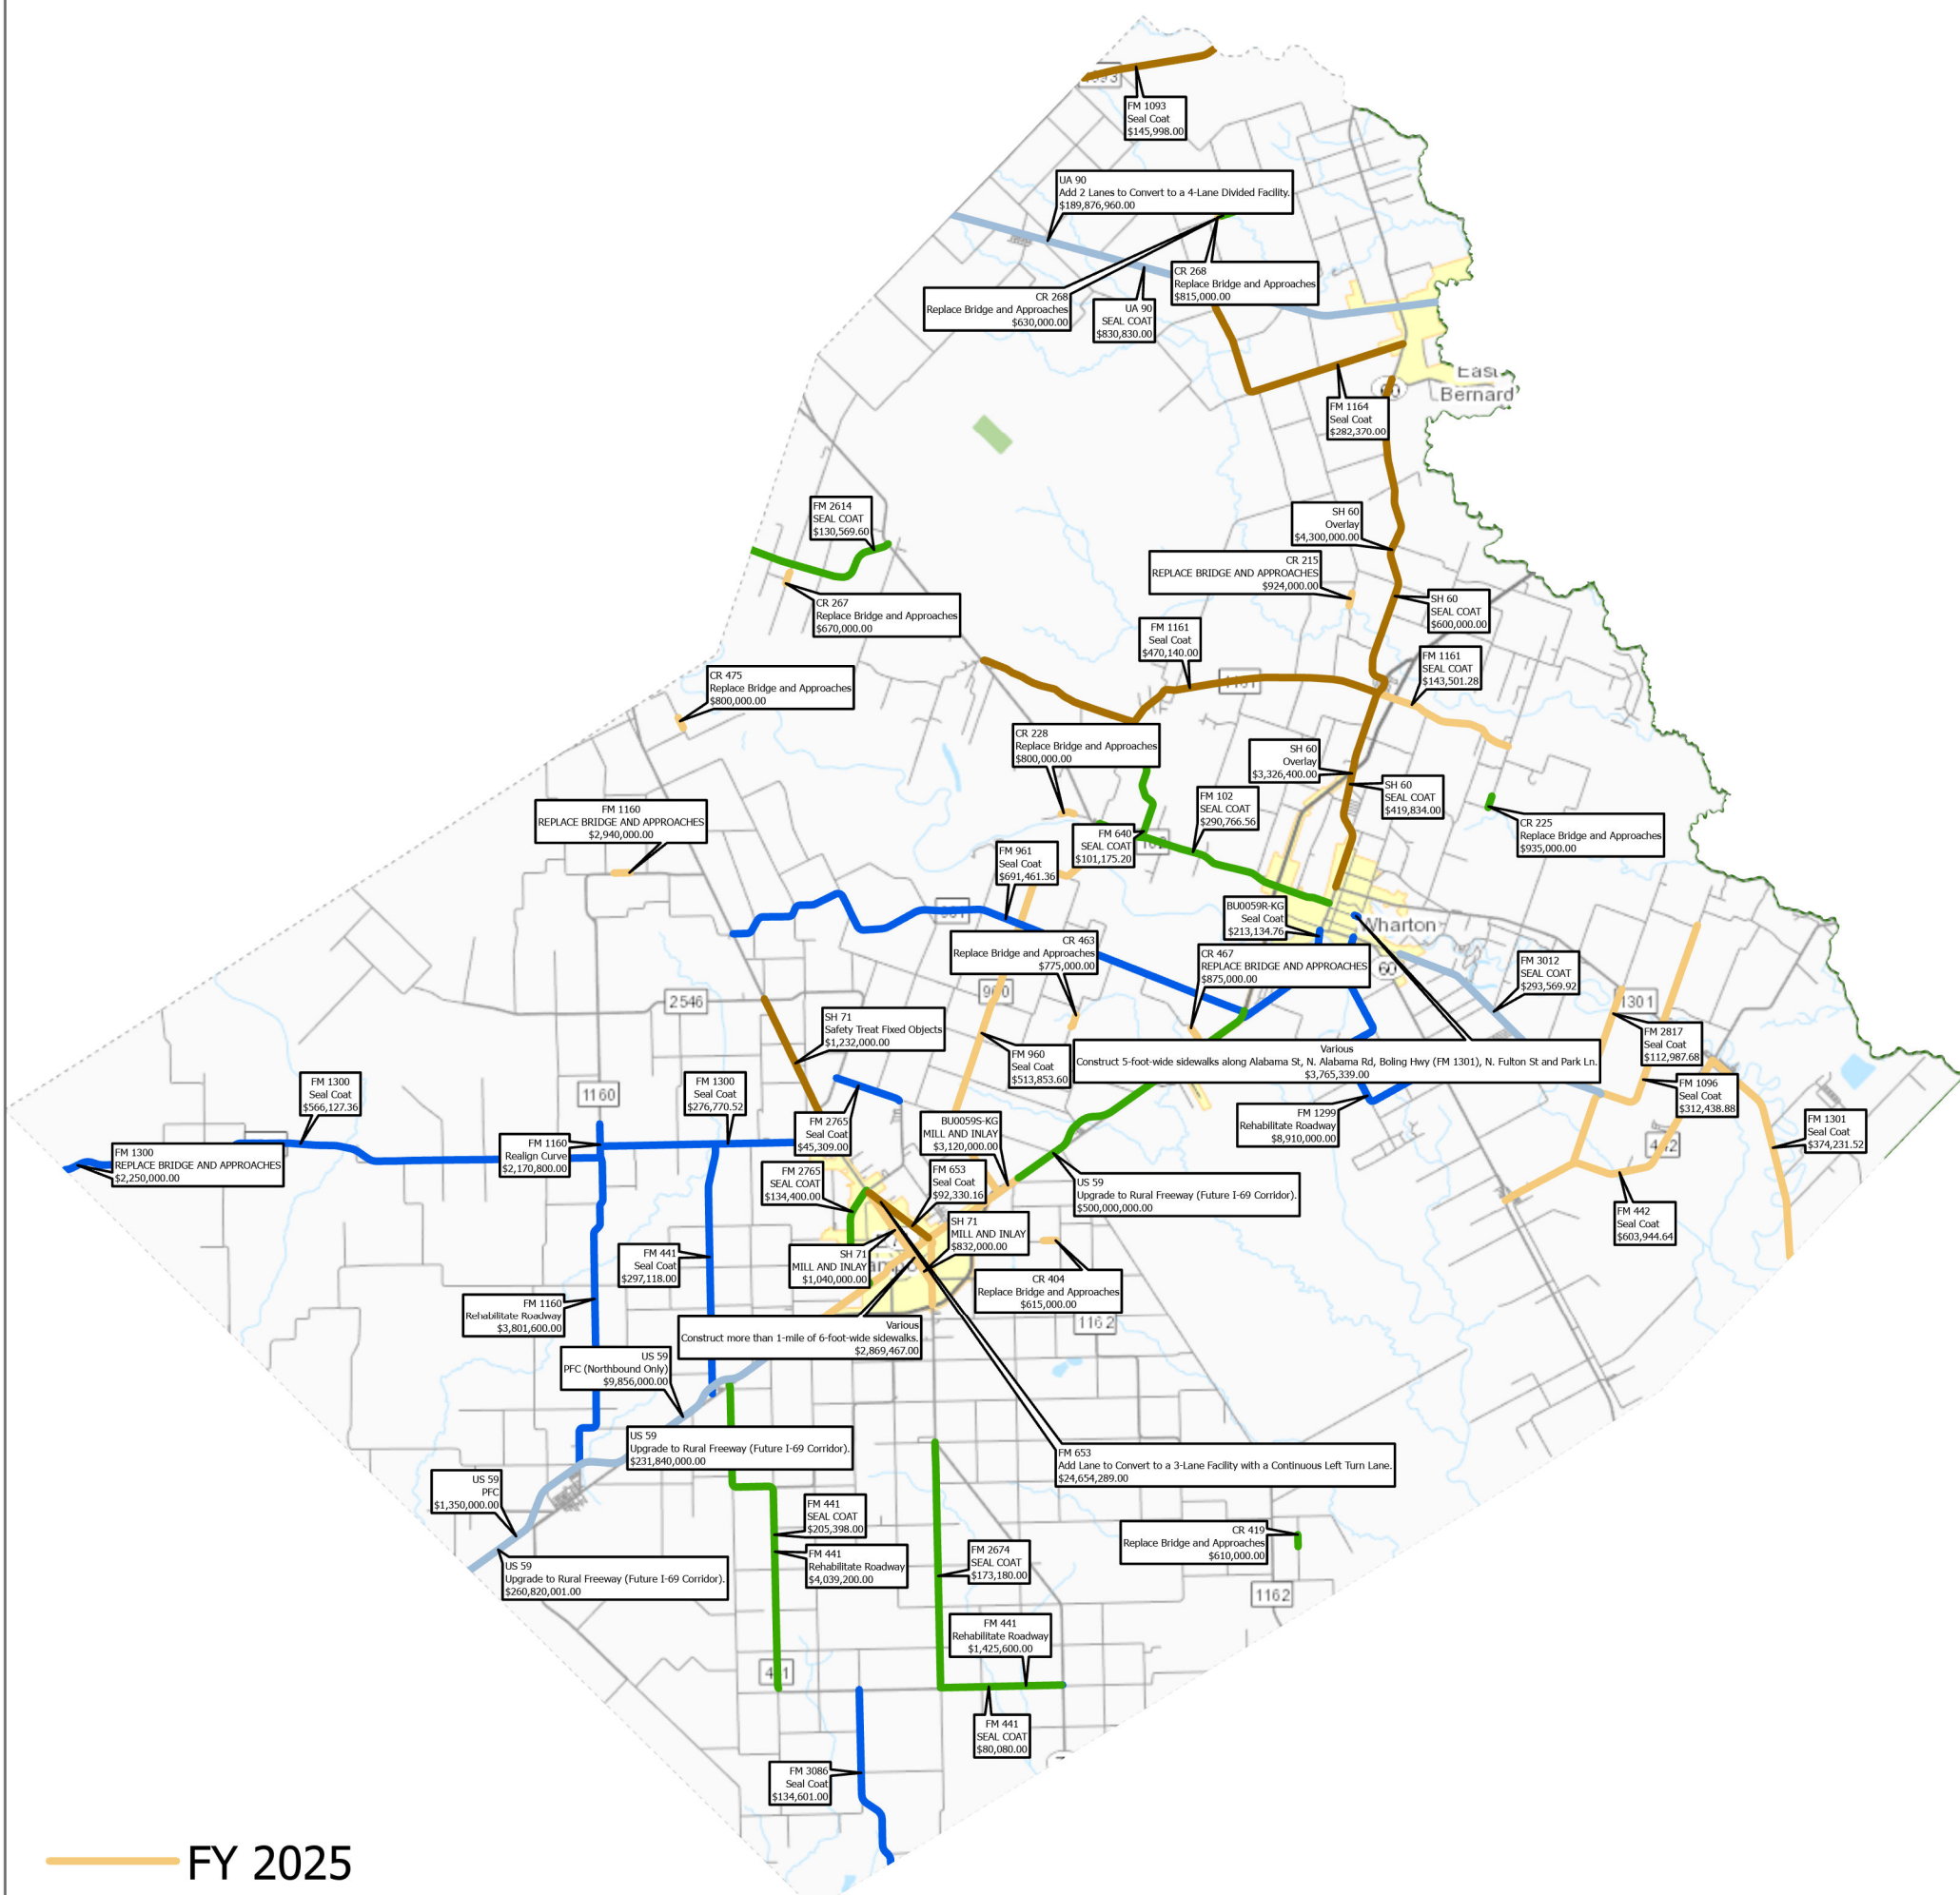 FM 1093
Seal Coat
$145,998.00
UA 90
Add 2 Lanes to Convert to a 4-Lane Divided Facility.
$189,876,960.00
CR 268
Replace Bridge and Approaches
$815,000.00
CR 268
Replace Bridge and Approaches
$630,000.00
UA 90
SEAL COAT
$830,830.00
East
Bernard
FM 1164
Seal Coat
$282,370.00
FM 2614
SEAL COAT
$130,569.60
SH 60
Overlay
$4,300,000.00
CR 215
REPLACE BRIDGE AND APPROACHES
$924,000.00
CR 267
Replace Bridge and Approaches
$670,000.00
SH 60
SEAL COAT
$600,000.00
FM 1161
Seal Coat
$470,140.00
FM 1161
SEAL COAT
$143,501.28
CR 475
Replace Bridge and Approaches
$800,000.00
CR 228
Replace Bridge and Approaches
$800,000.00
SH 60
Overlay
$3,326,400.00
SH 60
SEAL COAT
$419,834.00
FM 102
SEAL COAT
$290,766.56
FM 1160
REPLACE BRIDGE AND APPROACHES
$2,940,000.00
CR 225
Replace Bridge and Approaches
$935,000.00
FM 640
SEAL COAT
$101,175.20
FM 961
Seal Coat
$691,461.36
BU0059R-KG
Seal Coat
$213,134.76
Wharton
CR 463
Replace Bridge and Approaches
$775,000.00
CR 467
REPLACE BRIDGE AND APPROACHES
$875,000.00
60
FM 3012
SEAL COAT
$293,569.92
2546
1301
SH 71
Safety Treat Fixed Objects
$1,232,000.00
FM 2817
Seal Coat
$112,987.68
FM 960
Seal Coat
$513,853.60
Various
Construct 5-foot-wide sidewalks along Alabama St, N. Alabama Rd, Boling Hwy (FM 1301), N. Fulton St and Park Ln.
$3,765,339.00
FM 1300
Seal Coat
$566,127.36
1160
FM 1300
Seal Coat
$276,770.52
FM 1096
Seal Coat
$312,438.88
FM 1299
Rehabilitate Roadway
$8,910,000.00
FM 1301
Seal Coat
$374,231.52
FM 2765
Seal Coat
$45,309.00
BU0059S-KG
MILL AND INLAY
$3,120,000.00
FM 1300
REPLACE BRIDGE AND APPROACHES
$2,250,000.00
FM 1160
Realign Curve
$2,170,800.00
FM 2765
SEAL COAT
$134,400.00
FM 653
Seal Coat
$92,330.16
US 59
Upgrade to Rural Freeway (Future I-69 Corridor).
$500,000,000.00
FM 442
Seal Coat
$603,944.64
SH 71
MILL AND INLAY
$832,000.00
FM 441
Seal Coat
$297,118.00
SH 71
MILL AND INLAY
$1,040,000.00
CR 404
Replace Bridge and Approaches
$615,000.00
FM 1160
Rehabilitate Roadway
$3,801,600.00
1162
Various
Construct more than 1-mile of 6-foot-wide sidewalks.
$2,869,467.00
US 59
PFC (Northbound Only)
$9,856,000.00
US 59
Upgrade to Rural Freeway (Future I-69 Corridor).
$231,840,000.00
FM 653
Add Lane to Convert to a 3-Lane Facility with a Continuous Left Turn Lane.
$24,654,289.00
US 59
PFC
$1,350,000.00
FM 441
SEAL COAT
$205,398.00
CR 419
Replace Bridge and Approaches
$610,000.00
FM 441
Rehabilitate Roadway
$4,039,200.00
FM 2674
SEAL COAT
$173,180.00
US 59
Upgrade to Rural Freeway (Future I-69 Corridor).
$260,820,001.00
1162
FM 441
Rehabilitate Roadway
$1,425,600.00
FM 441
SEAL COAT
$80,080.00
FM 3086
Seal Coat
$134,601.00
FY 2025